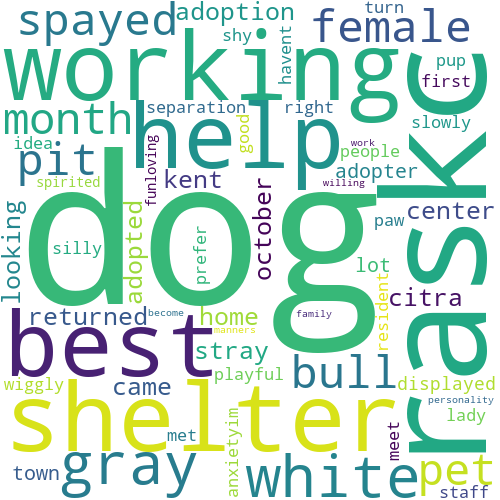 turn
spayed
adoption
shy
female
havent
working
pup
first
month
separation
right
slowly
help
good
idea
pit
funloving
work
people
spirited
kent
willing
adopter
rask
c
dog
october
looking
adopted
silly
prefer
paw
center
lot
citra
resident
returned
become
home
family
manners
best
stray
bull
wiggly
came
playful
displayed
personality
shelter
lady
met
anxietyim
meet
town
gray
white
pet
staff